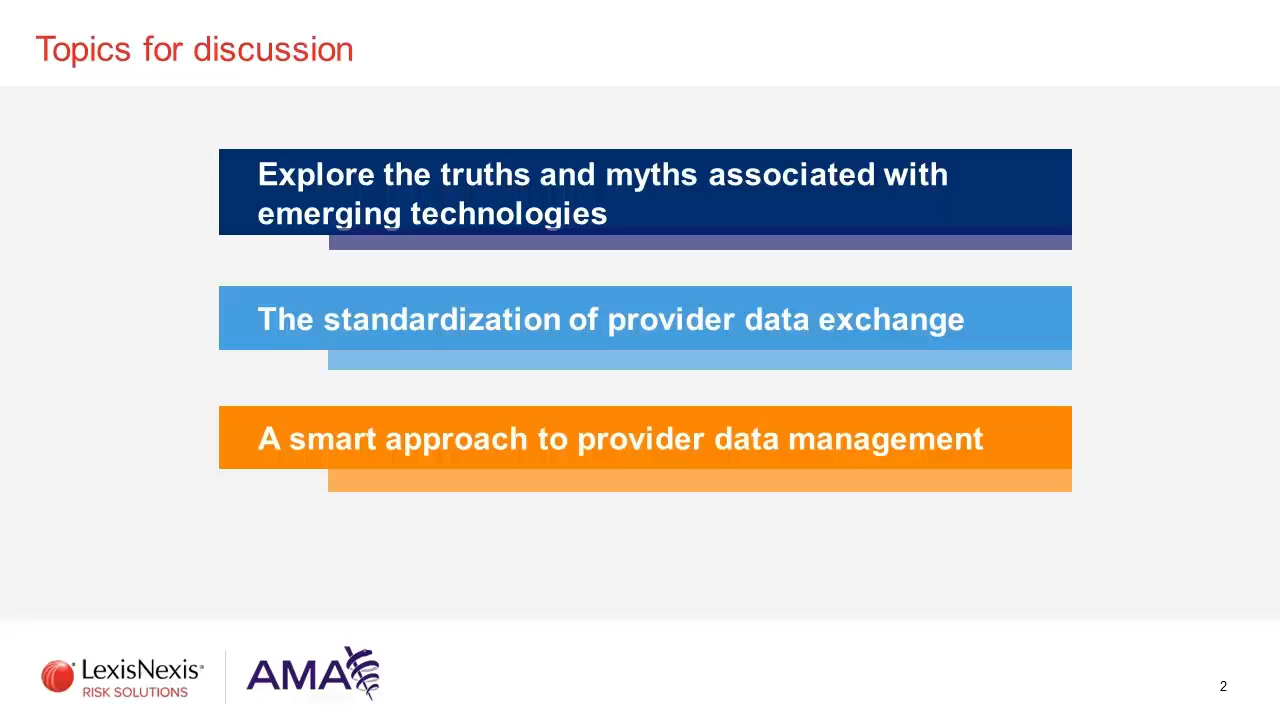 Topics for discussion
Explore the truths and myths associated with
emerging technologies
The standardization of provider data exchange
A smart approach to provider data management
LexisNexis®
RISK SOLUTIONS
AMA
2